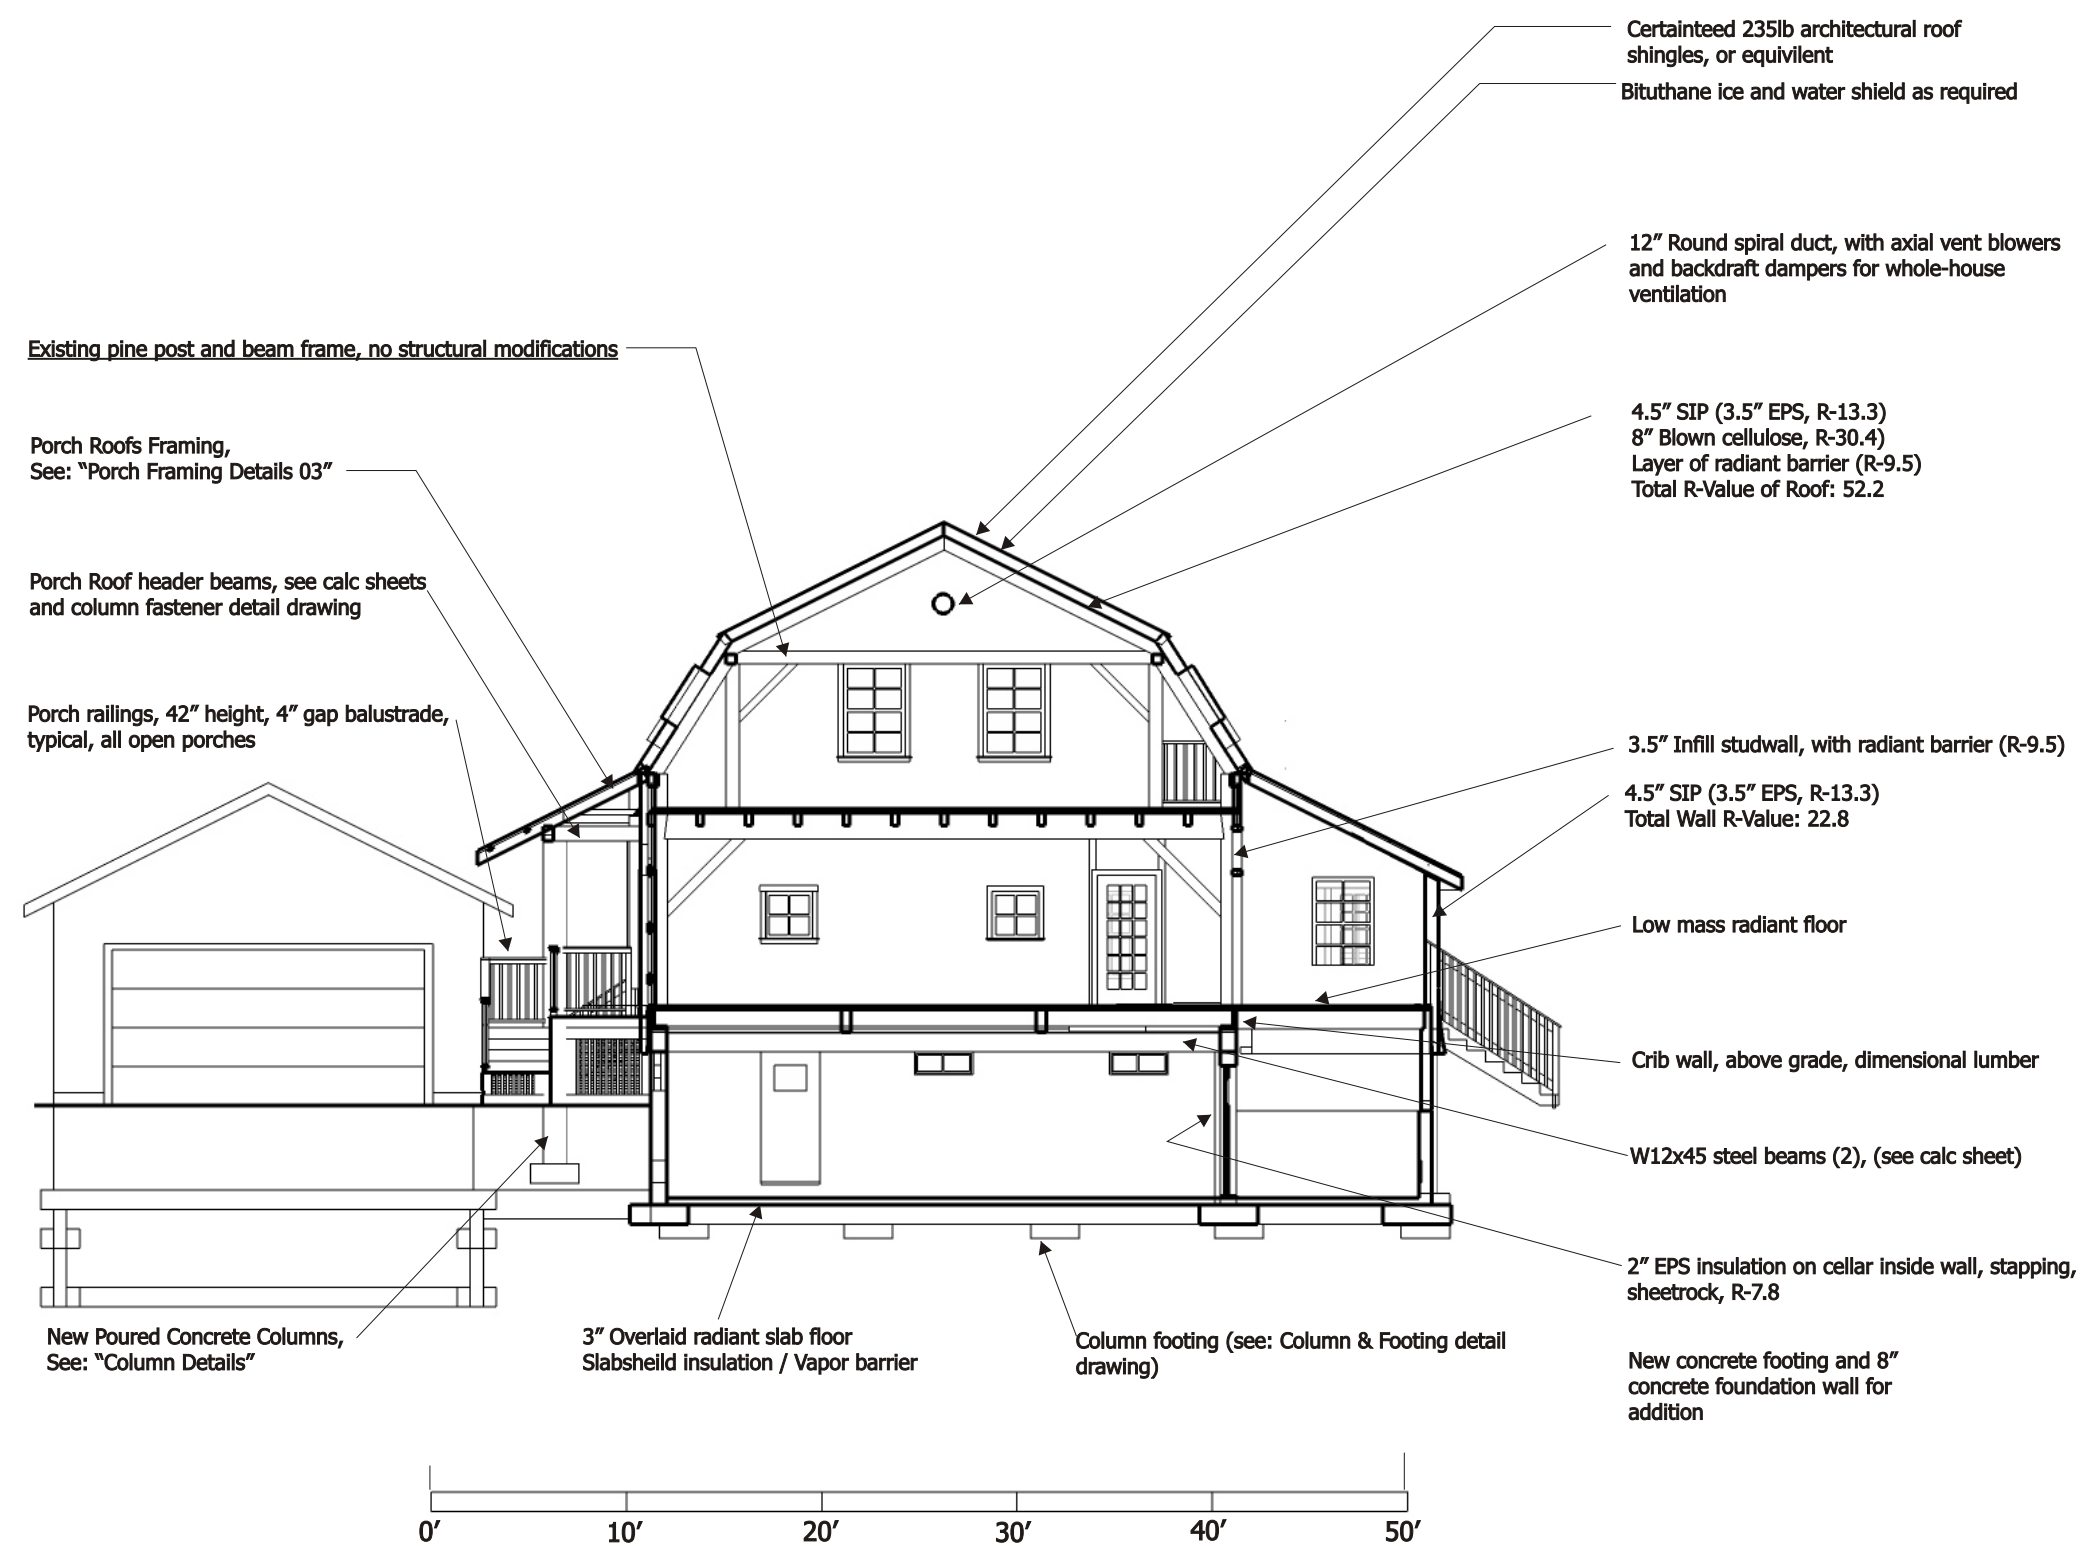 Certainteed 235lb architectural roof
shingles, or equivilent
Bituthane ice and water shield as required
12” Round spiral duct, with axial vent blowers
and backdraft dampers for whole-house
ventilation
Existing pine post and beam frame, no structural modifications
4.5” SIP (3.5” EPS, R-13.3)
8” Blown cellulose, R-30.4)
Layer of radiant barrier (R-9.5)
Total R-Value of Roof: 52.2
Porch Roofs Framing,
See: “Porch Framing Details 03”
Porch Roof header beams, see calc sheets
and column fastener detail drawing
Porch railings, 42” height, 4” gap balustrade,
typical, all open porches
3.5” Infill studwall, with radiant barrier (R-9.5)
4.5” SIP (3.5” EPS, R-13.3)
Total Wall R-Value: 22.8
Low mass radiant floor
Crib wall, above grade, dimensional lumber
W12x45 steel beams (2), (see calc sheet)
2” EPS insulation on cellar inside wall, stapping,
sheetrock, R-7.8
New Poured Concrete Columns,
See: “Column Details”
3” Overlaid radiant slab floor
Slabsheild insulation / Vapor barrier
Column footing (see: Column & Footing detail
drawing)
New concrete footing and 8”
concrete foundation wall for
addition
0’ 10’ 20’ 30’ 40’ 50’